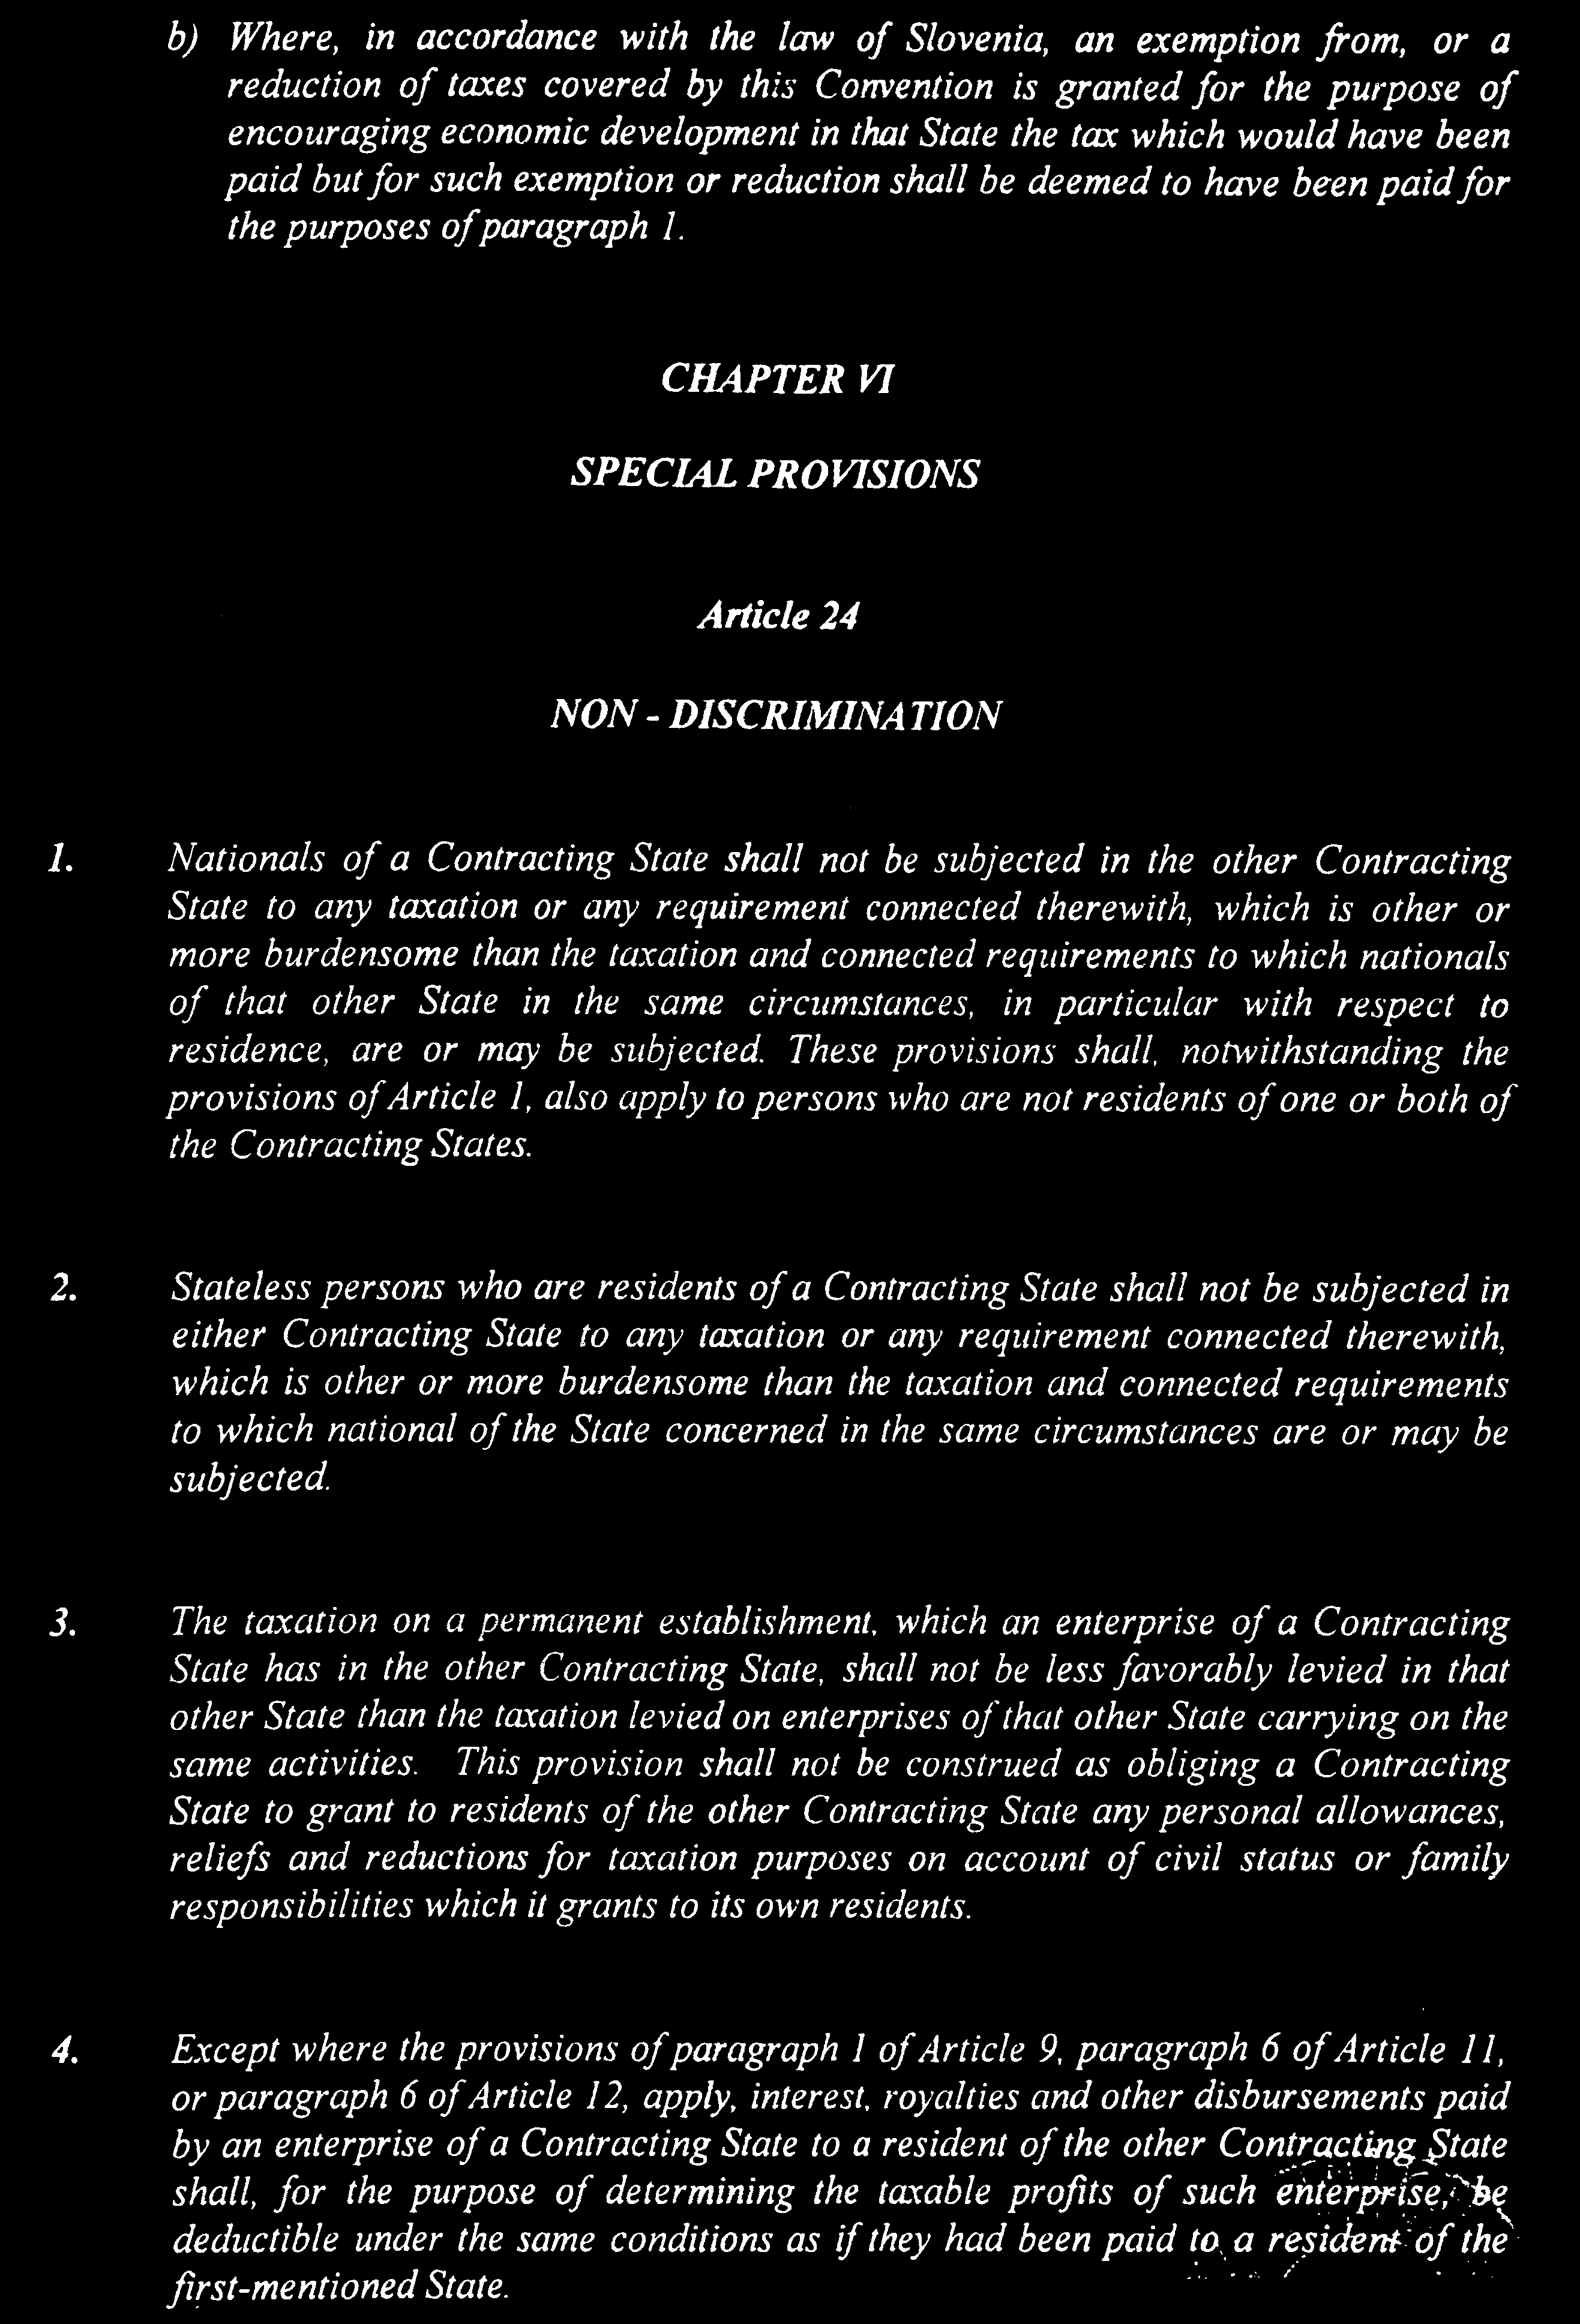 b) Where, in accordance with the law of Slovenia, an exemption from, or a
reduction of taxes covered by this Convention is granted for the purpose of
encouraging economic development in that State the tax which would have been
paid but for such exemption or reduction shall be deemed to have been paid for
the purposes of paragraph 1.
CHAPTER VI
SPECIAL PROVISIONS
Article 24
NON - DISCRIMINATION
1. Nationals of a Contracting State shall not be subjected in the other Contracting
State to any taxation or any requirement connected therewith, which is other or
more burdensome than the taxation and connected requirements to which nationals
of that other State in the same circumstances, in particular with respect to
residence, are or may be subjected. These provisions shall, notwithstanding the
provisions of Article 1, also apply to persons who are not residents of one or both of
the Contracting States.
2. Stateless persons who are residents of a Contracting State shall not be subjected in
either Contracting State to any taxation or any requirement connected therewith,
which is other or more burdensome than the taxation and connected requirements
to which national of the State concerned in the same circumstances are or may be
subjected.
3. The taxation on a permanent establishment, which an enterprise of a Contracting
State has in the other Contracting State, shall not be less favorably levied in that
other State than the taxation levied on enterprises of that other State carrying on the
same activities. This provision shall not be construed as obliging a Contracting
State to grant to residents of the other Contracting State any personal allowances,
reliefs and reductions for taxation purposes on account of civil status or family
responsibilities which it grants to its own residents.
4. Except where the provisions of paragraph 1 of Article 9, paragraph 6 of Article 11,
or paragraph 6 of Article 12, apply, interest, royalties and other disbursements paid
by an enterprise of a Contracting State to a resident of the other Contracting State
shall, for the purpose of determining the taxable profits of such enterprise, be
deductible under the same conditions as if they had been paid to a resident of the
first-mentioned State.